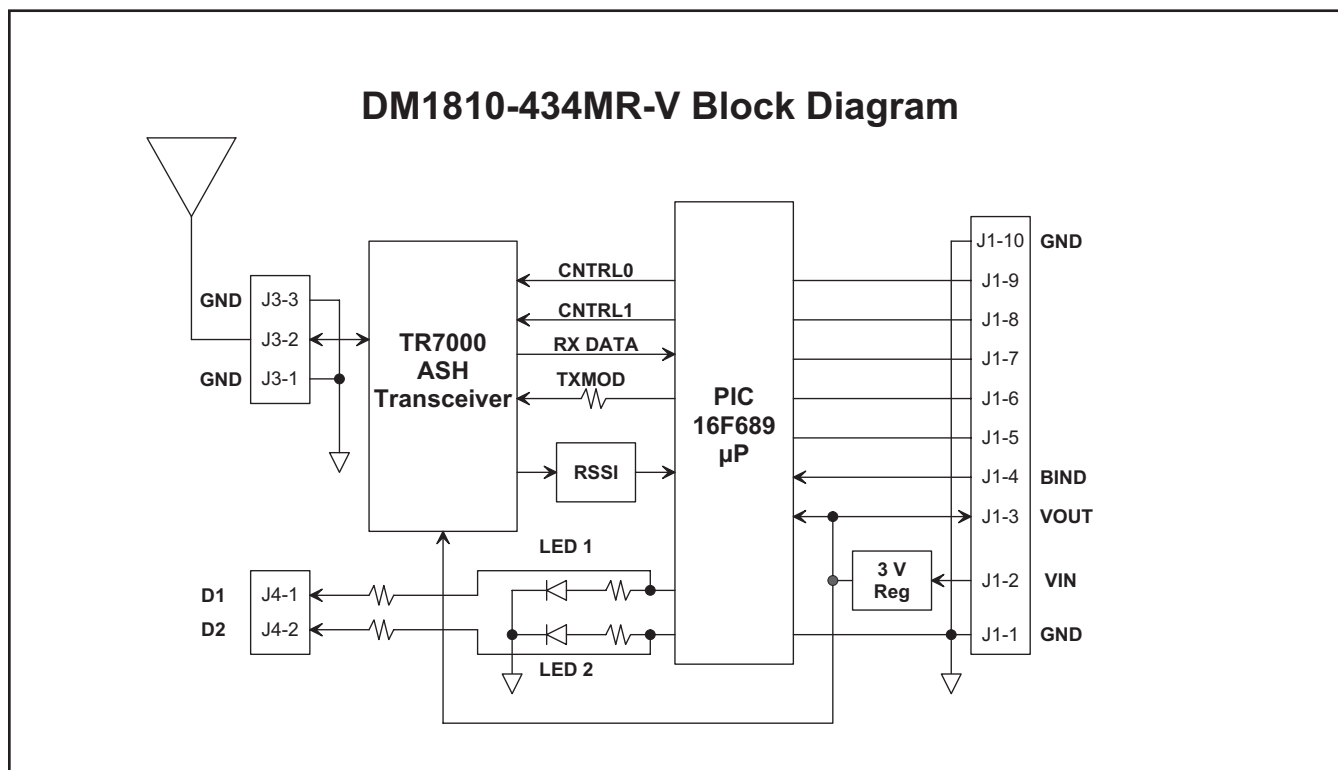 DM1810-434MR-V Block Diagram
GND
J3-3
J3-2
GND
J3-1
TR7000
ASH
Transceiver
CNTRL0
CNTRL1
RX DATA
TXMOD
RSSI
PIC
16F689
µP
J1-10
GND
J1-9
J1-8
J1-7
J1-6
J1-5
J1-4
BIND
J1-3
VOUT
3 V
Reg
J1-2
VIN
J1-1
GND
LED 1
D1
J4-1
D2
J4-2
LED 2